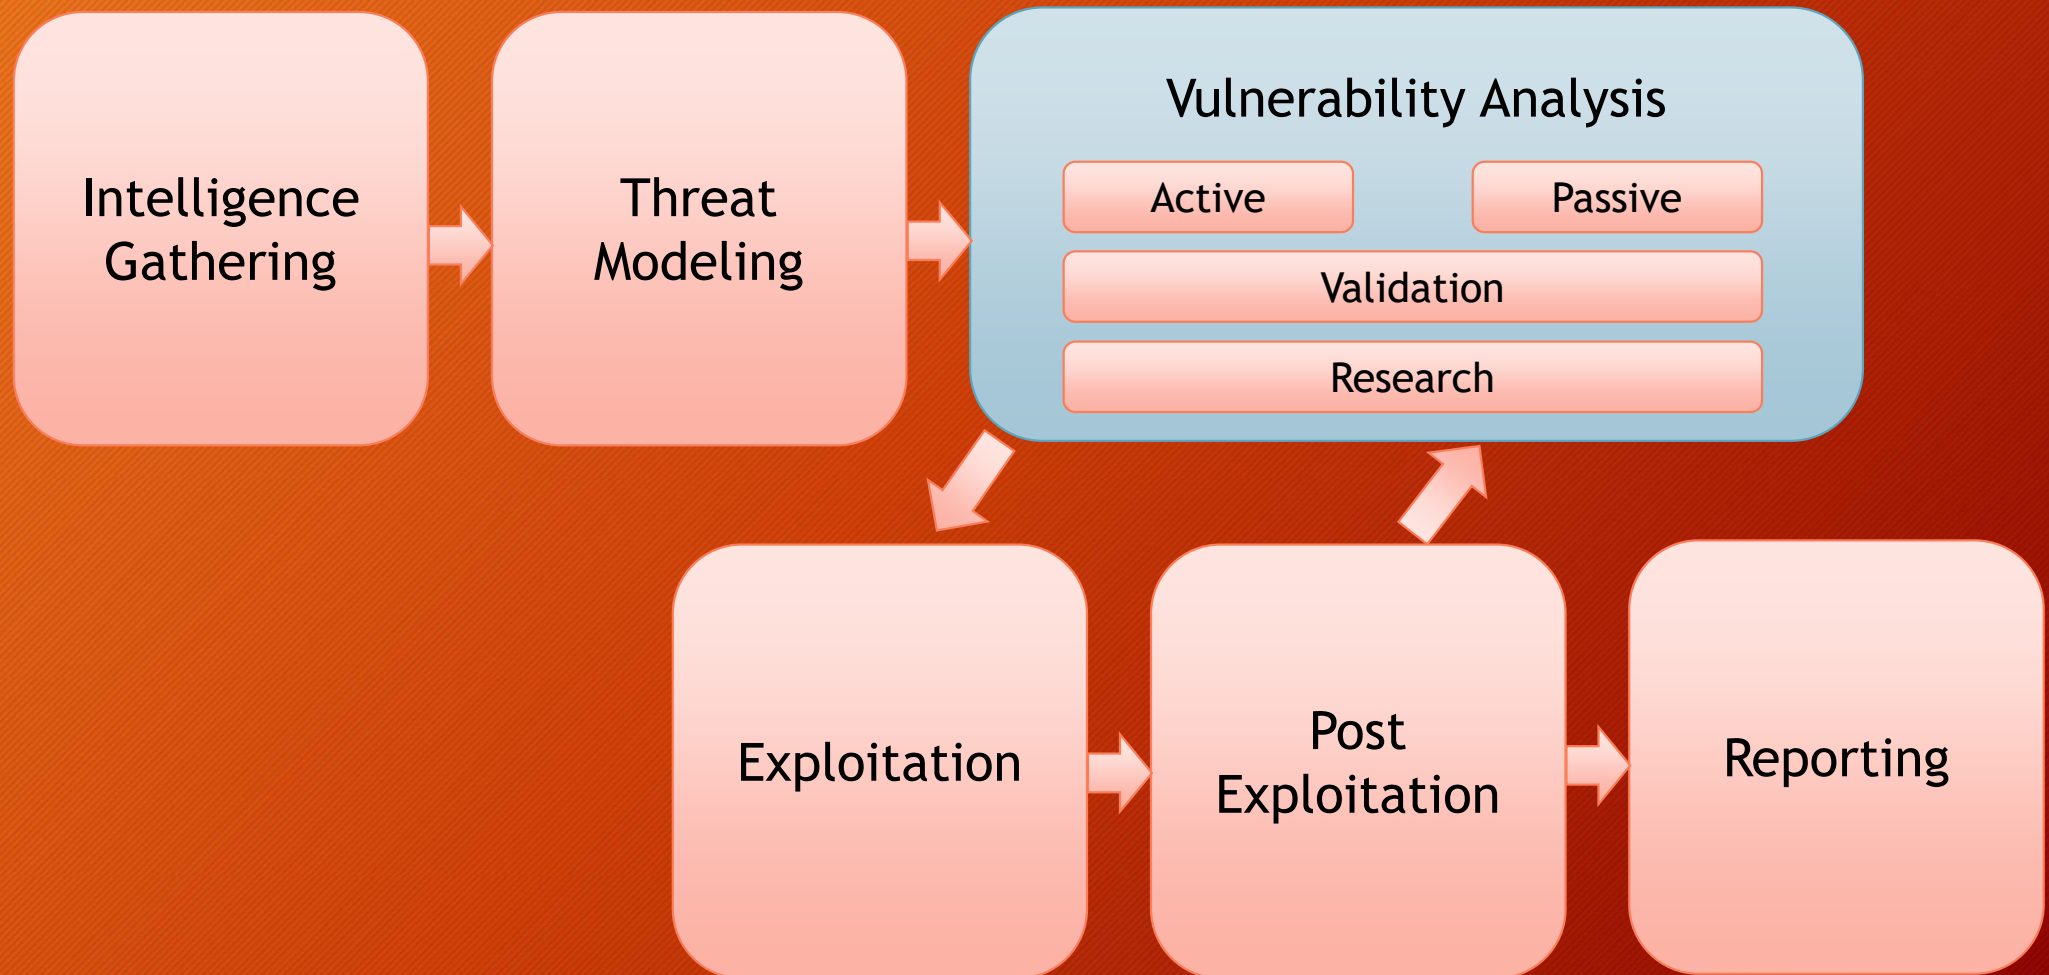 Intelligence
Gathering
Threat
Modeling
Vulnerability Analysis
Active
Passive
Validation
Research
Exploitation
Post
Exploitation
Reporting